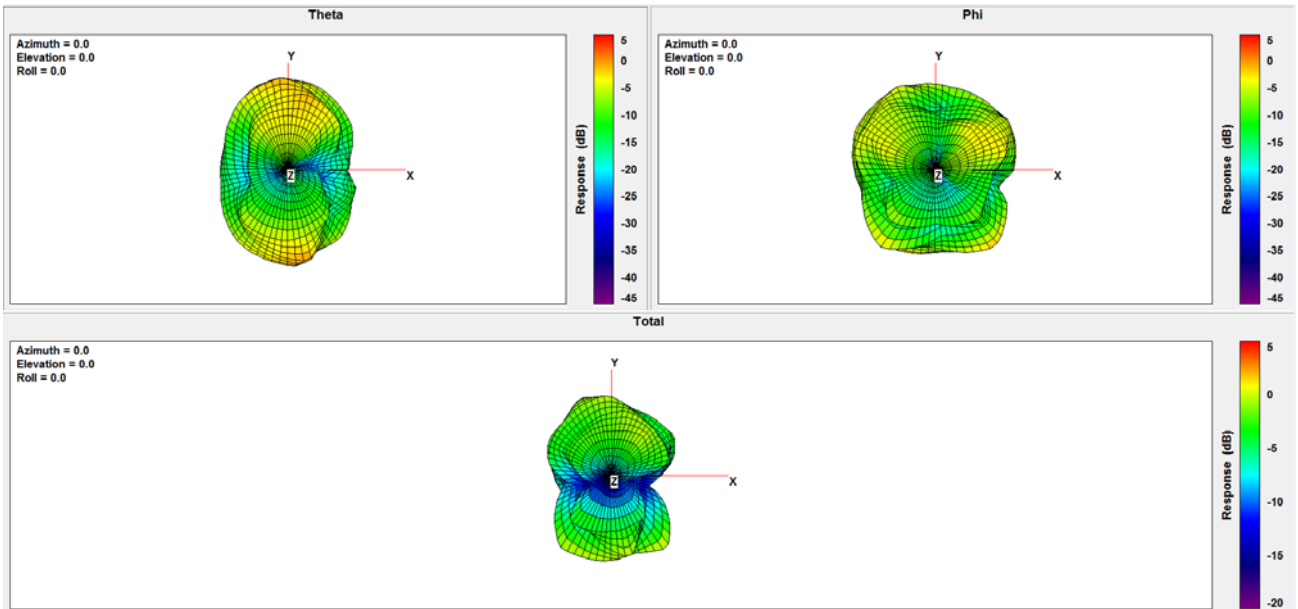 Theta
Azimuth = 0.0
Elevation = 0.0
Roll = 0.0
Y
X
Z
5
0
-5
-10
-15
-20
-25
-30
-35
-40
-45
Response (dB)
Phi
Azimuth = 0.0
Elevation = 0.0
Roll = 0.0
Y
X
Z
5
0
-5
-10
-15
-20
-25
-30
-35
-40
-45
Response (dB)
Total
Azimuth = 0.0
Elevation = 0.0
Roll = 0.0
Y
X
Z
5
0
-5
-10
-15
-20
Response (dB)